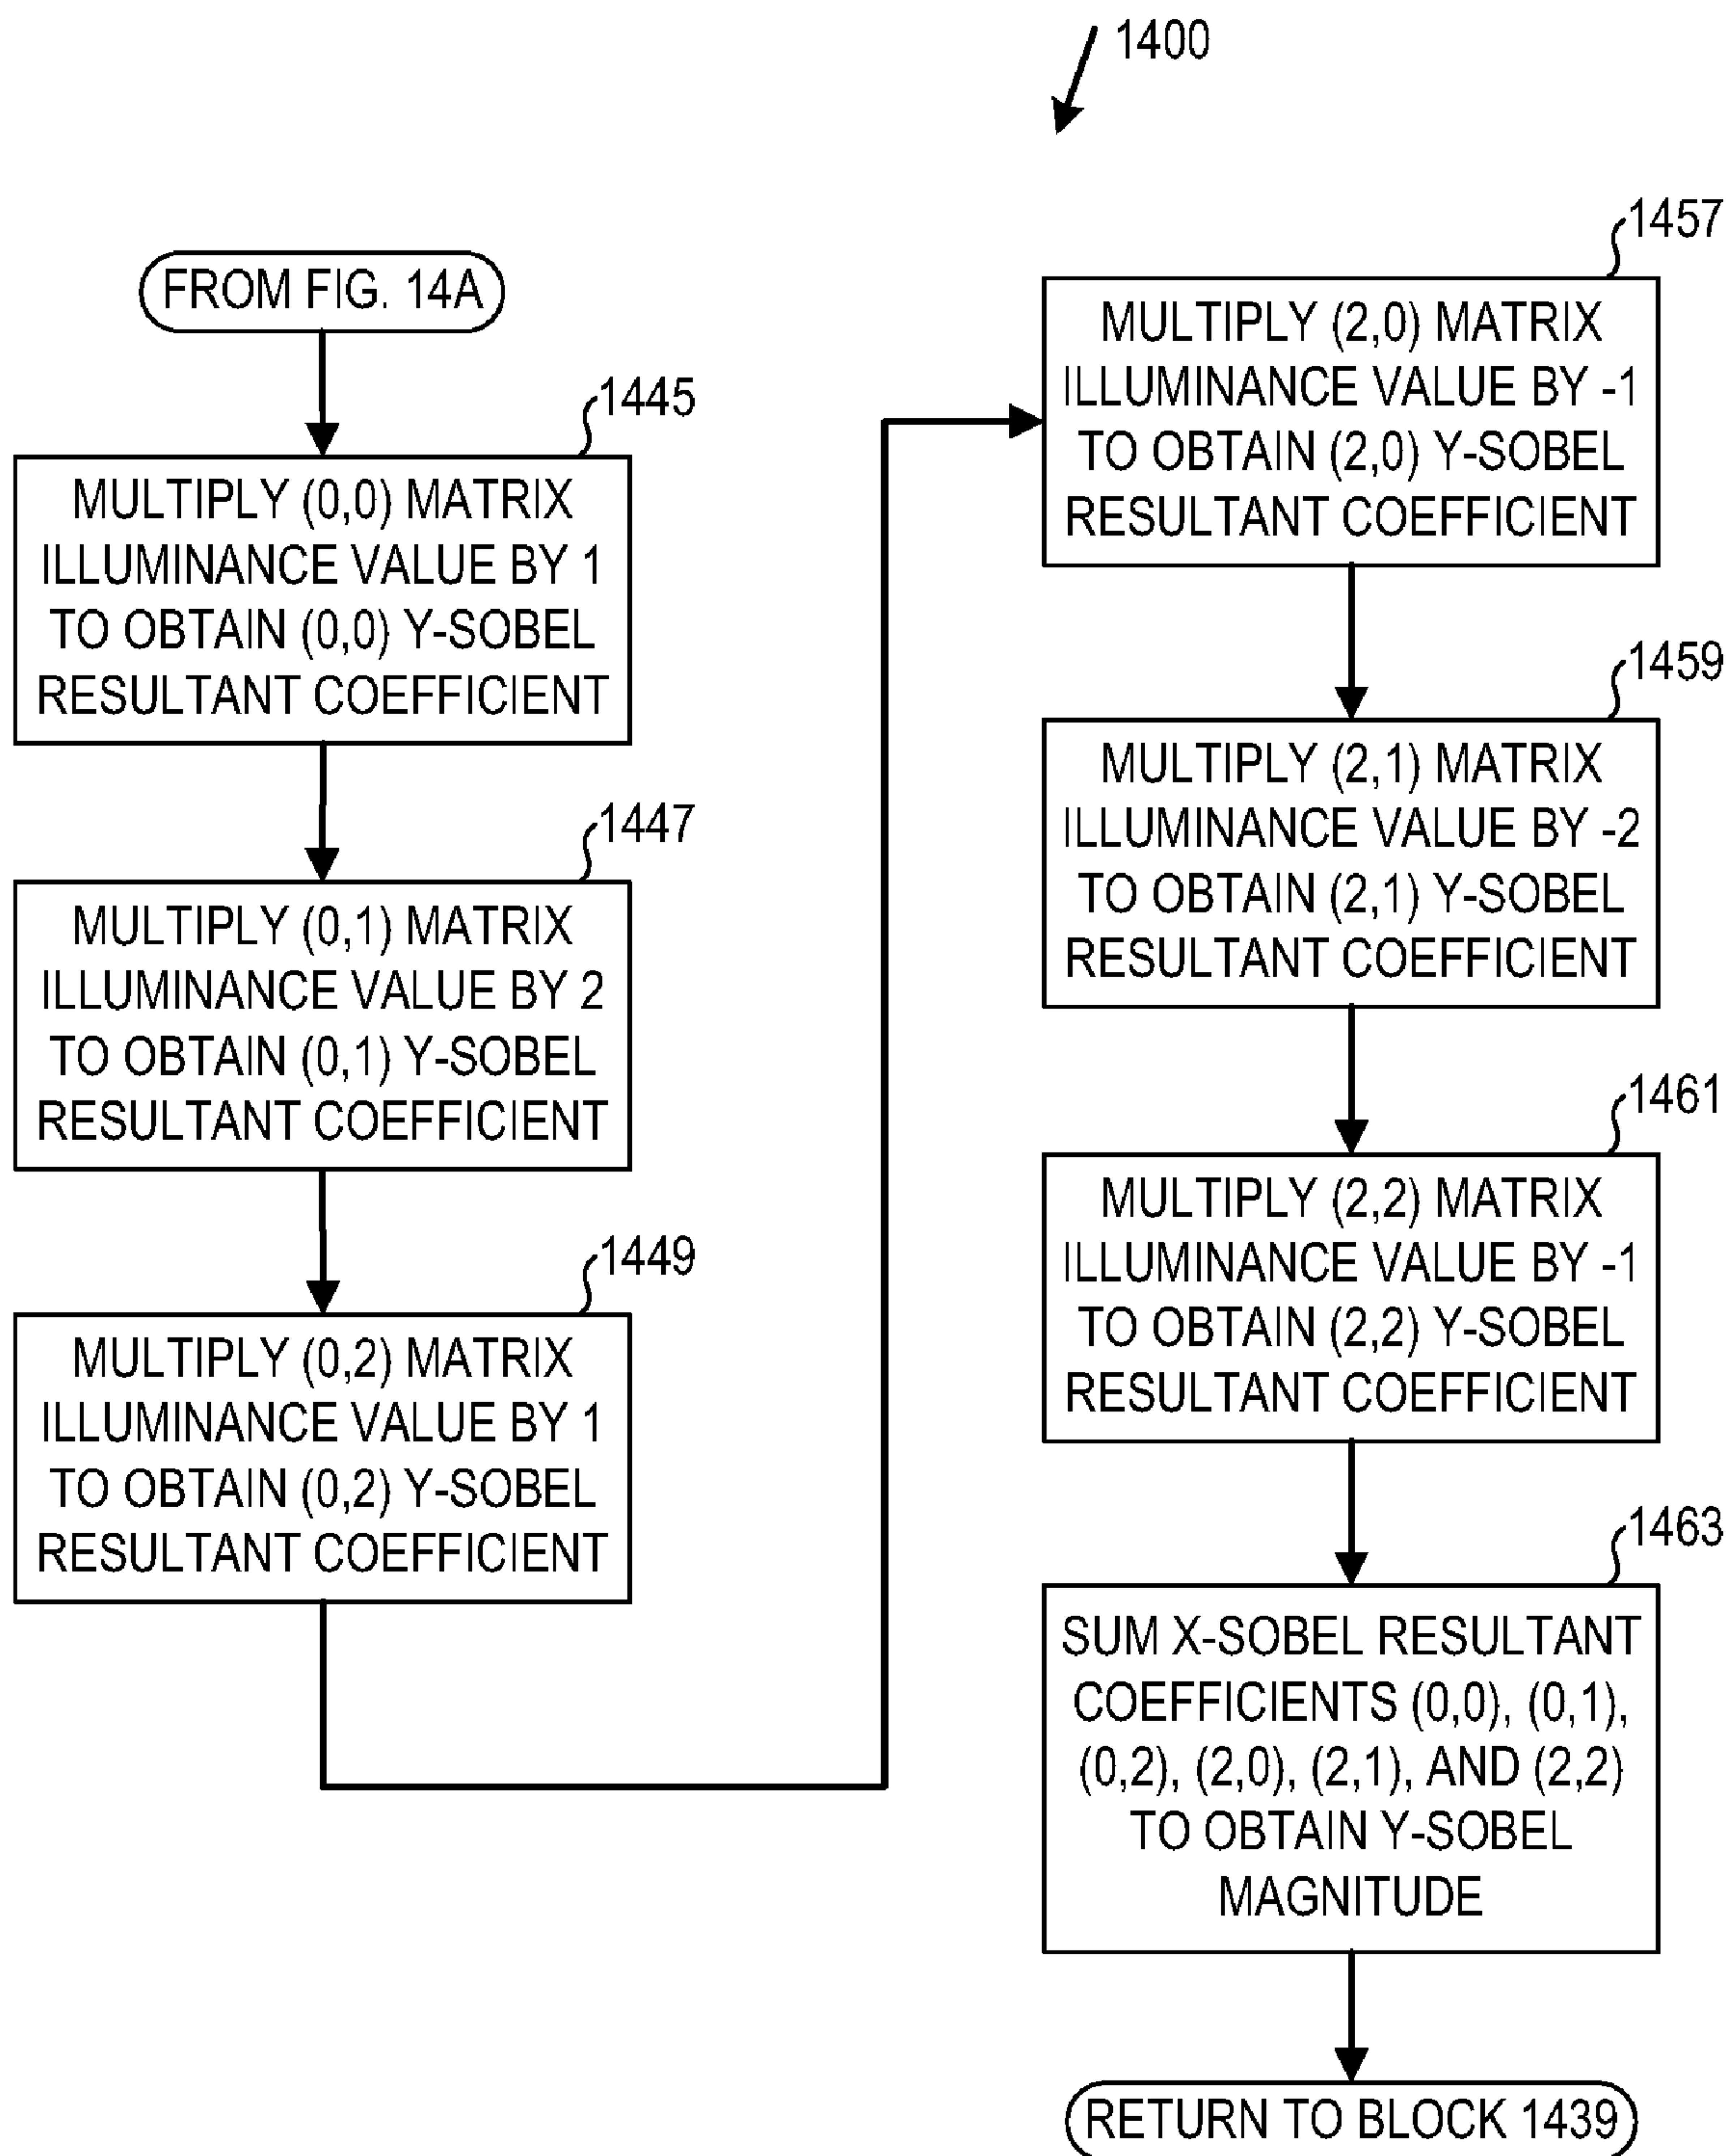 1400
FROM FIG. 14A
1445
MULTIPLY (0,0) MATRIX
ILLUMINANCE VALUE BY 1
TO OBTAIN (0,0) Y-SOBEL
RESULTANT COEFFICIENT
1447
MULTIPLY (0,1) MATRIX
ILLUMINANCE VALUE BY 2
TO OBTAIN (0,1) Y-SOBEL
RESULTANT COEFFICIENT
1449
MULTIPLY (0,2) MATRIX
ILLUMINANCE VALUE BY 1
TO OBTAIN (0,2) Y-SOBEL
RESULTANT COEFFICIENT
1457
MULTIPLY (2,0) MATRIX
ILLUMINANCE VALUE BY -1
TO OBTAIN (2,0) Y-SOBEL
RESULTANT COEFFICIENT
1459
MULTIPLY (2,1) MATRIX
ILLUMINANCE VALUE BY -2
TO OBTAIN (2,1) Y-SOBEL
RESULTANT COEFFICIENT
1461
MULTIPLY (2,2) MATRIX
ILLUMINANCE VALUE BY -1
TO OBTAIN (2,2) Y-SOBEL
RESULTANT COEFFICIENT
1463
SUM X-SOBEL RESULTANT
COEFFICIENTS (0,0), (0,1),
(0,2), (2,0), (2,1), AND (2,2)
TO OBTAIN Y-SOBEL
MAGNITUDE
RETURN TO BLOCK 1439